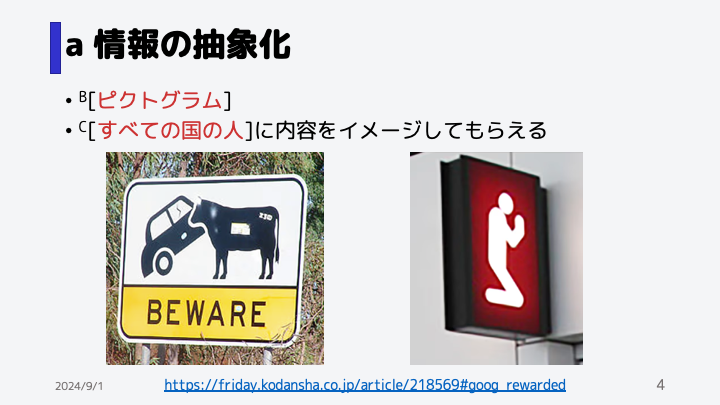 a 情報の抽象化
• B[ピクトグラム]
• C[すべての国の人]に内容をイメージしてもらえる
BEWARE
2024/9/1
https://friday.kodansha.co.jp/article/218569#goog_rewarded
4